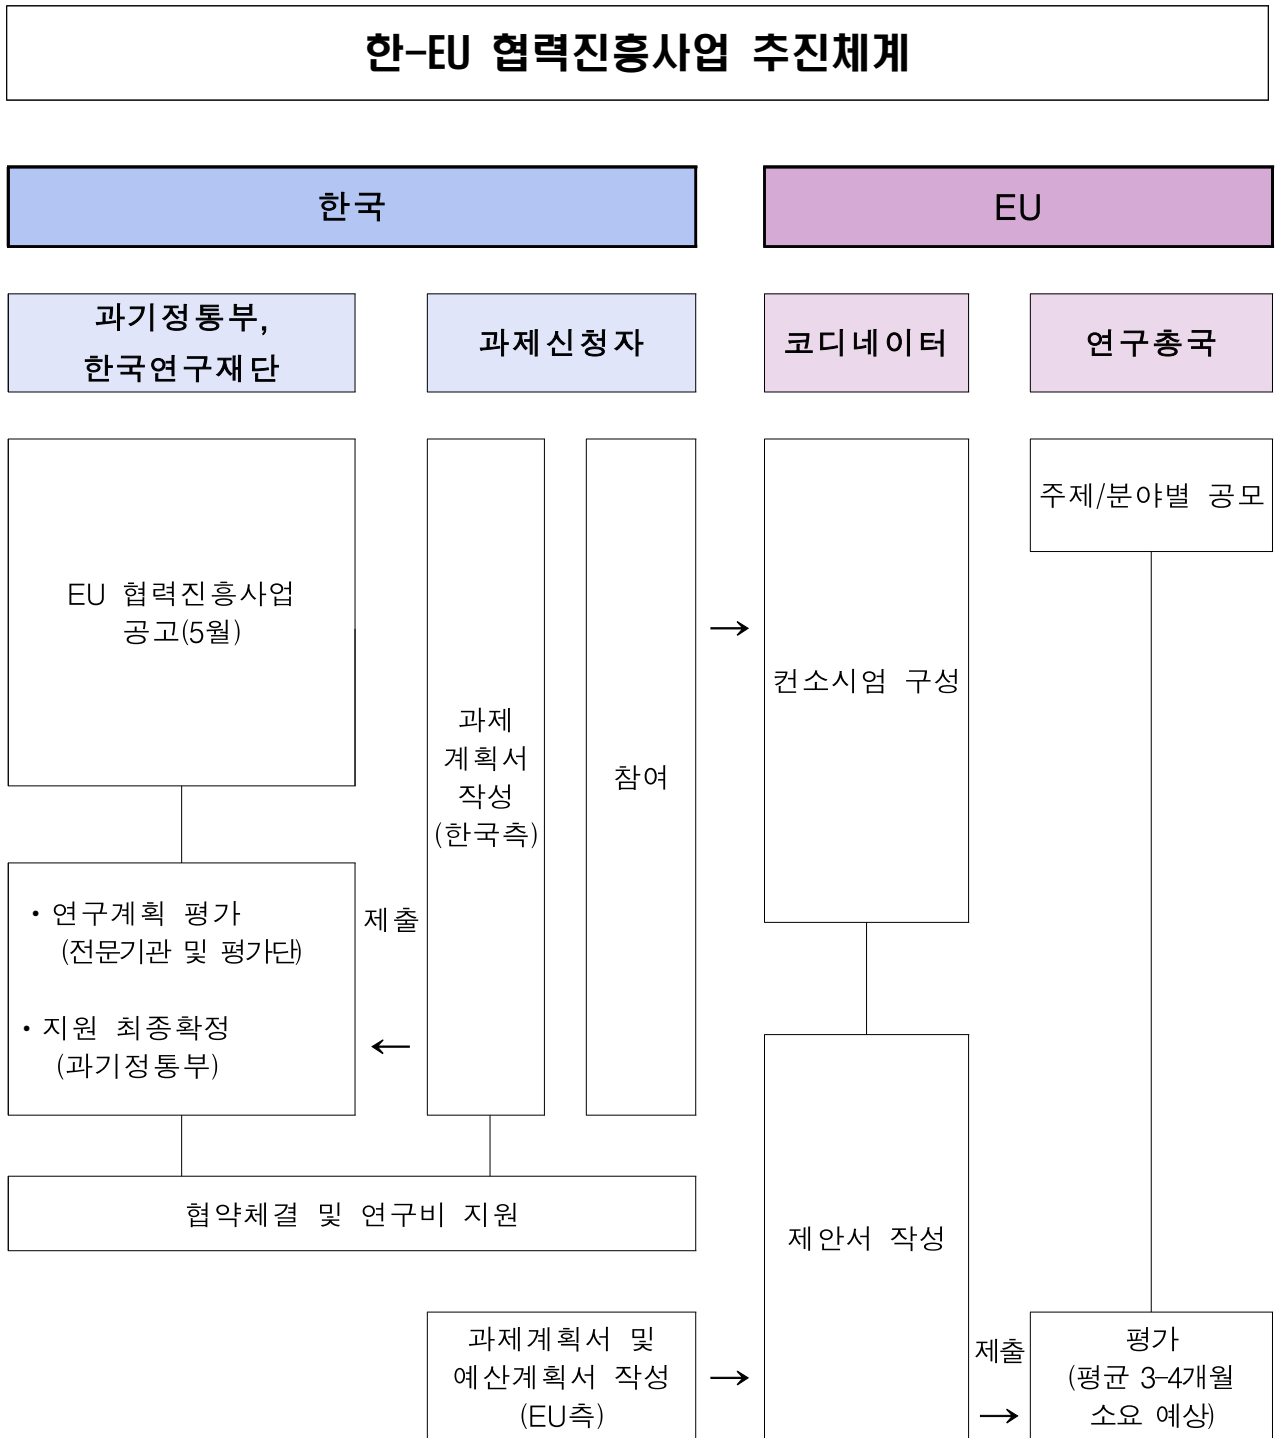 한-EU 협력진흥사업 추진체계
한국
EU
과기정통부,
한국연구재단
과제신청자
코디네이터
연구총국
EU 협력진흥사업
공고(5월)
과제
계획서
작성
(한국측)
참여
→
컨소시엄 구성
주제/분야별 공모
• 연구계획 평가
(전문기관 및 평가단)
• 지원 최종확정
(과기정통부)
제출
←
협약체결 및 연구비 지원
과제계획서 및
예산계획서 작성
(EU측)
→
제안서 작성
제출
→
평가
(평균 3-4개월
소요 예상)